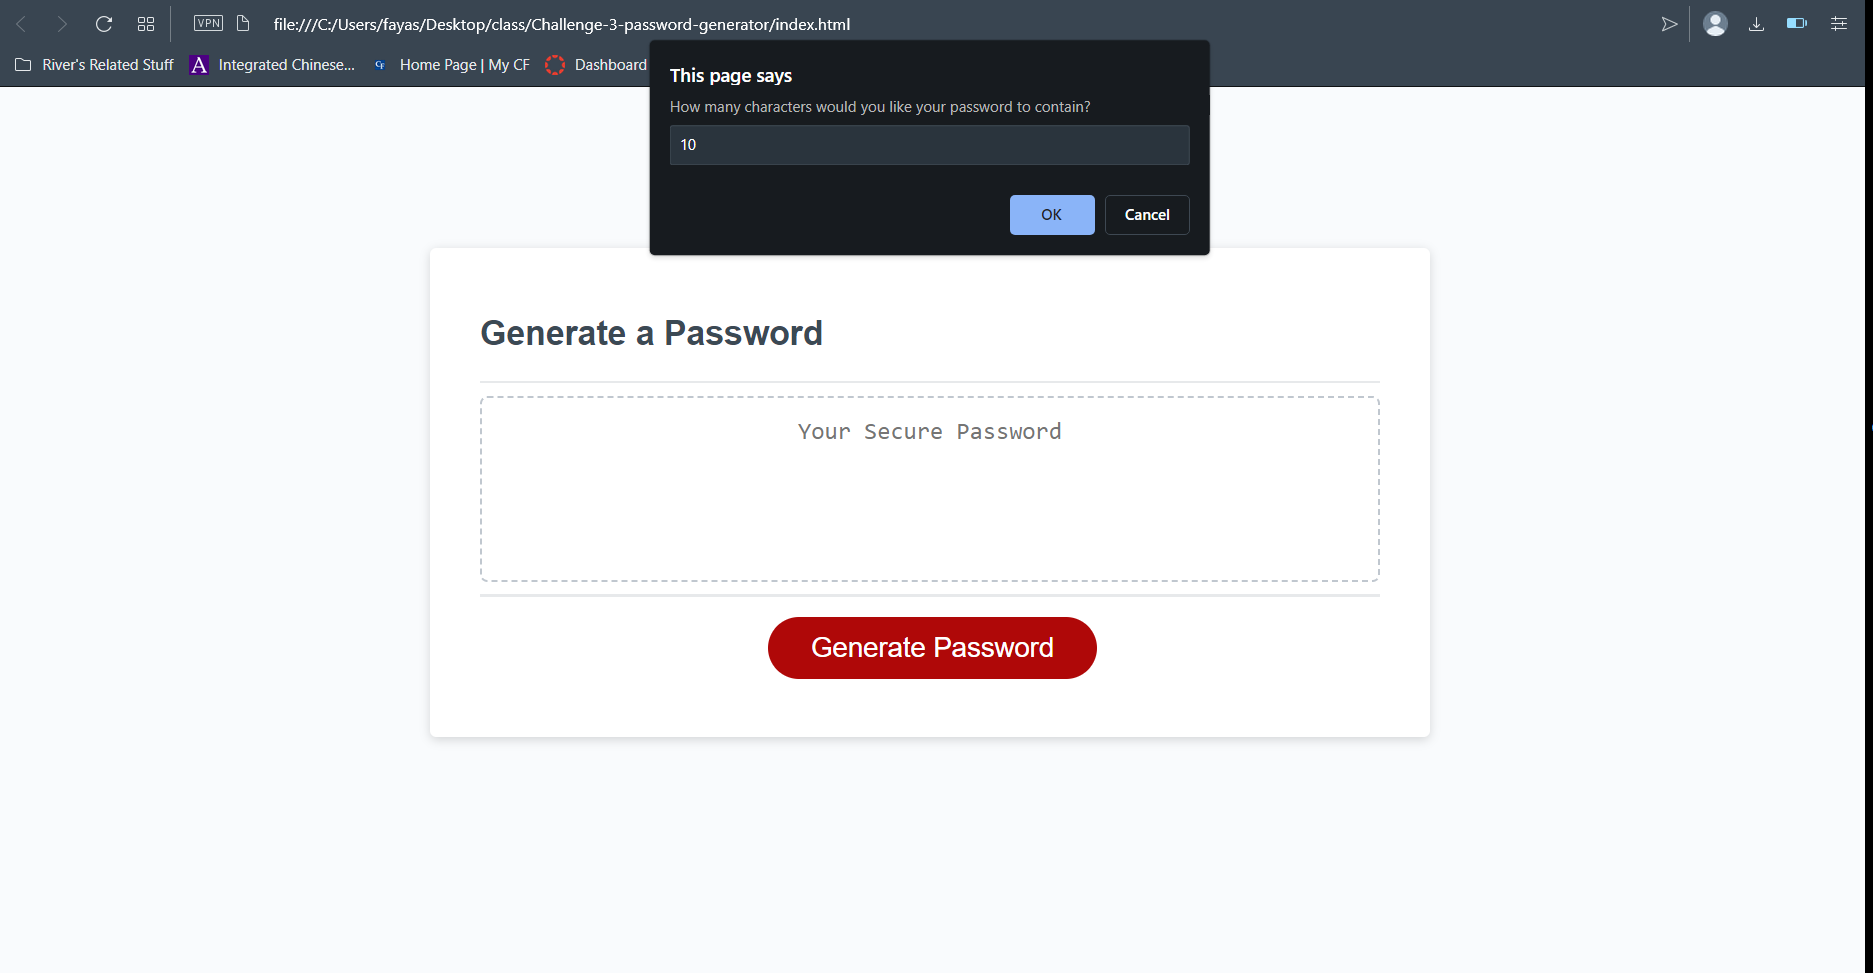 VPN
file:///C:/Users/fayas/Desktop/class/Challenge-3-password-generator/index.html
River's Related Stuff A Integrated Chinese... CF Home Page | My CF Dashboard
This page says
How many characters would you like your password to contain?
10
OK Cancel
Generate a Password
Your Secure Password
Generate Password